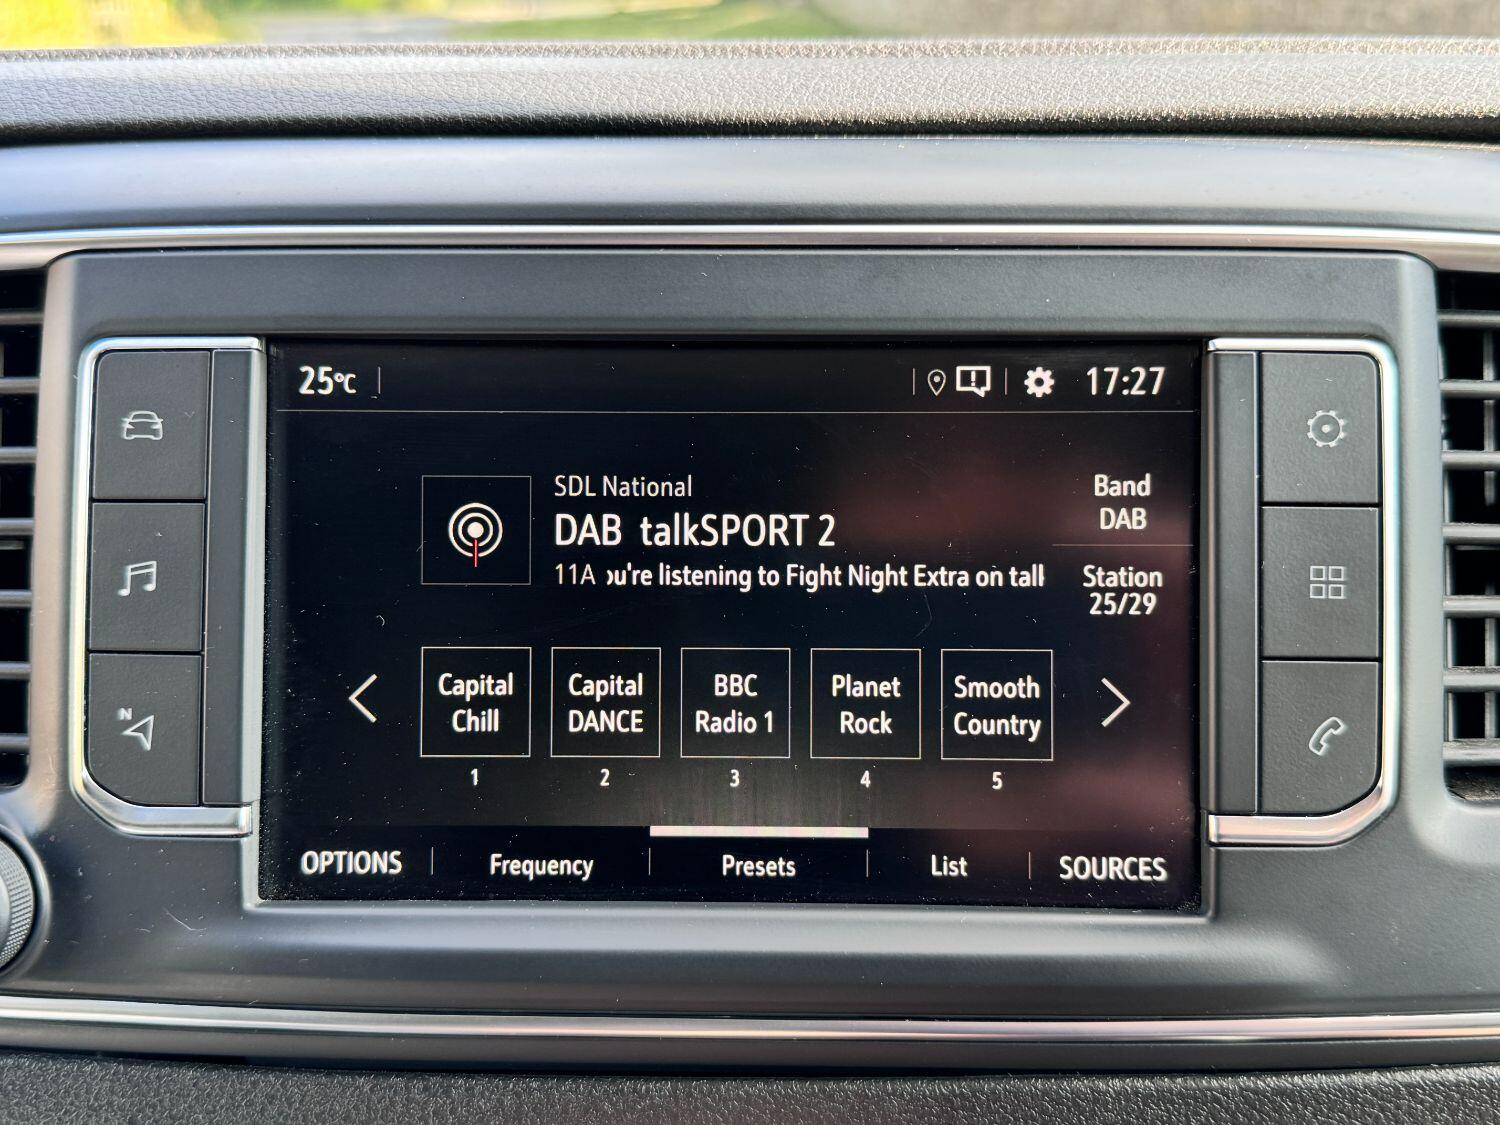 25°C
17:27
SDL National
DAB talkSPORT 2
11A ou're listening to Fight Night Extra on talk
Band
DAB
Station
25/29
Capital
Chill
Capital
DANCE
BBC
Radio 1
Planet
Rock
Smooth
Country
1
2
3
4
5
OPTIONS
Frequency
Presets
List
SOURCES
N